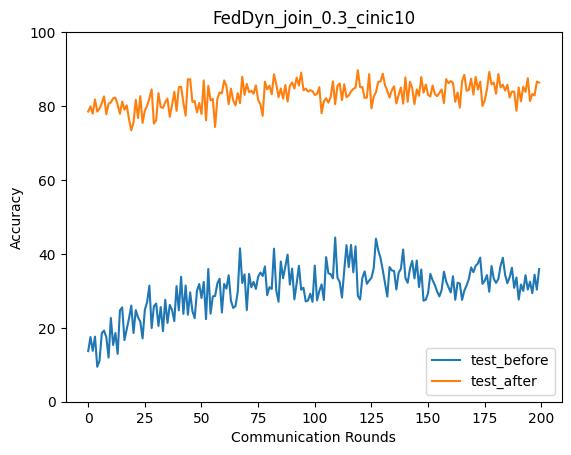 FedDyn_join_0.3_cinic10
100
80
60
40
20
0
Accuracy
0 25 50 75 100 125 150 175 200
Communication Rounds
test_before
test_after